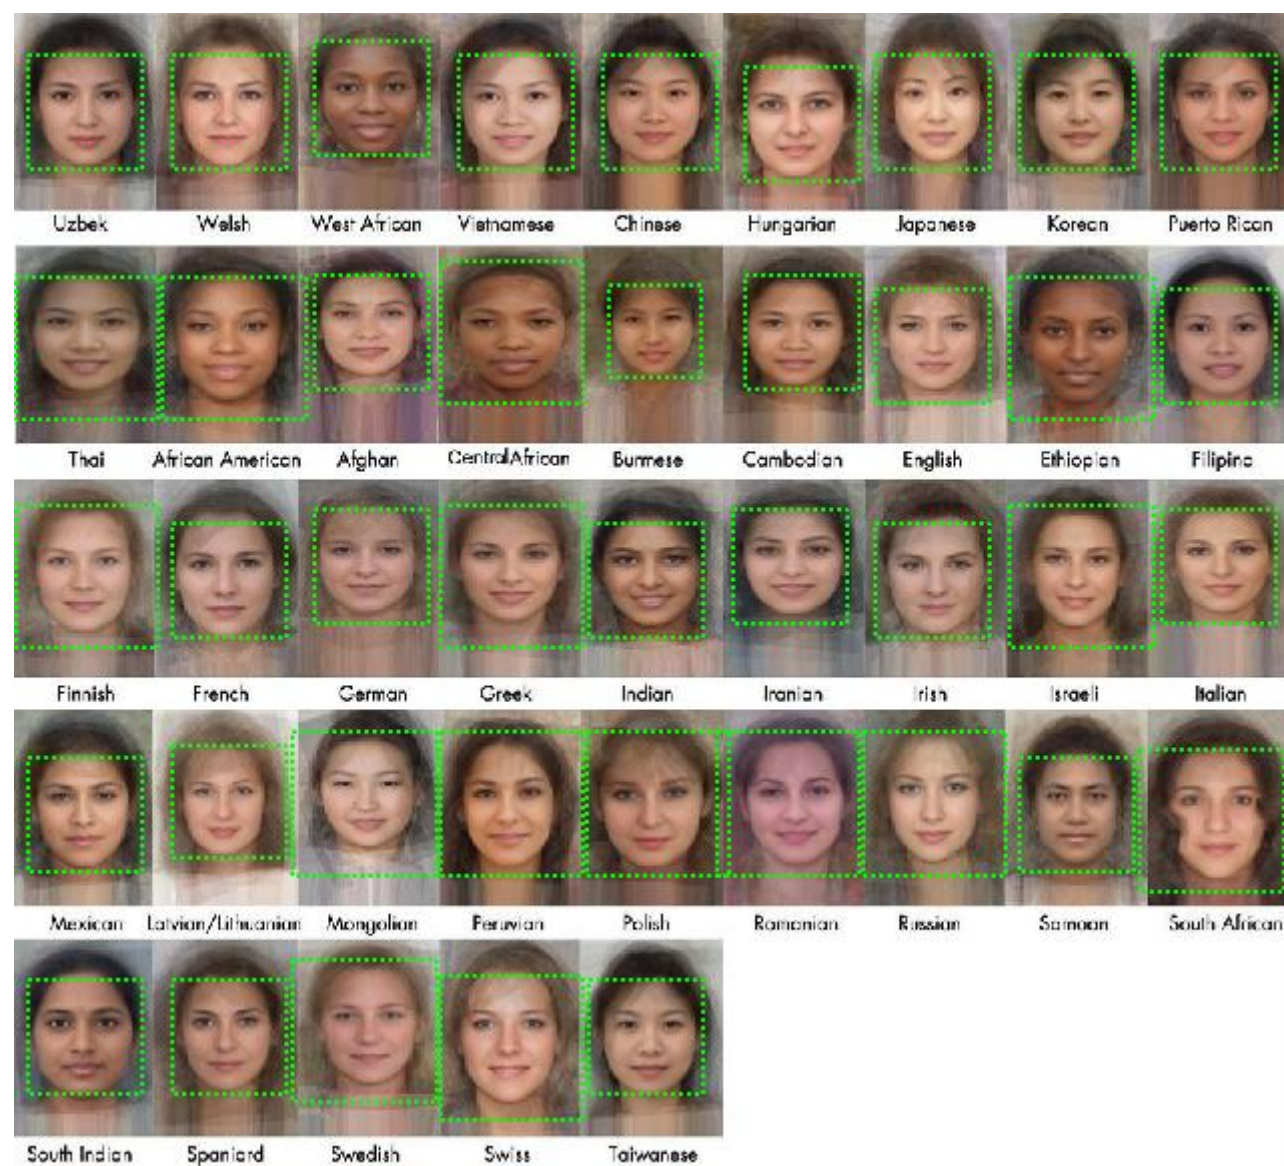 Uzbek Welsh West African Vietnamese Chinese Hungarian Japanese Korean Puerto Rican
Thai African American Afghan CentralAfrican Burmese Cambodian English Ethiopian Filipino
Finnish French German Greek Indian Iranian Irish Israeli Italian
Mexican Latvian/Lithuanian Mongolian Peruvian Polish Romanian Russian Samoan South African
South Indian Spaniard Swedish Swiss Taiwanese